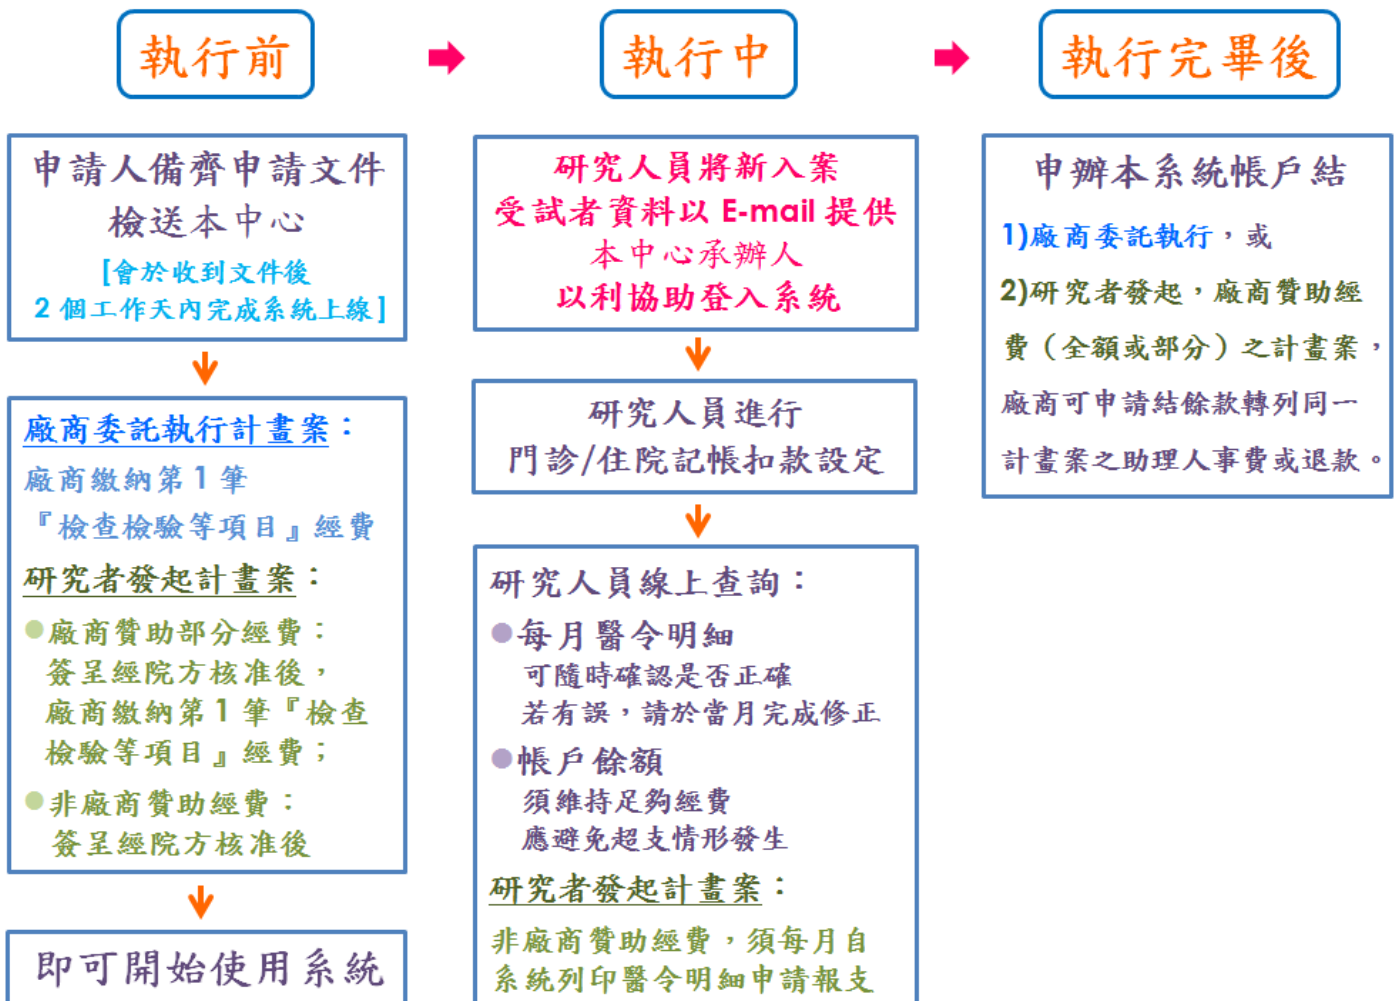 執行前
申請人備齊申請文件
檢送本中心
[會於收到文件後
2 個工作天內完成系統上線]
廠商委託執行計畫案：
廠商繳納第 1 筆
『檢查檢驗等項目』經費
研究者發起計畫案：
●廠商贊助部分經費：
簽呈經院方核准後，
廠商繳納第 1 筆『檢查
檢驗等項目』經費；
●非廠商贊助經費：
簽呈經院方核准後
即可開始使用系統
執行中
研究人員將新入案
受試者資料以 E-mail 提供
本中心承辦人
以利協助登入系統
研究人員進行
門診/住院記帳扣款設定
研究人員線上查詢：
●每月醫令明細
可隨時確認是否正確
若有誤，請於當月完成修正
●帳戶餘額
須維持足夠經費
應避免超支情形發生
研究者發起計畫案：
非廠商贊助經費，須每月自
系統列印醫令明細申請報支
執行完畢後
申辦本系統帳戶結
1)廠商委託執行，或
2)研究者發起，廠商贊助經
費（全額或部分）之計畫案，
廠商可申請結餘款轉列同一
計畫案之助理人事費或退款。